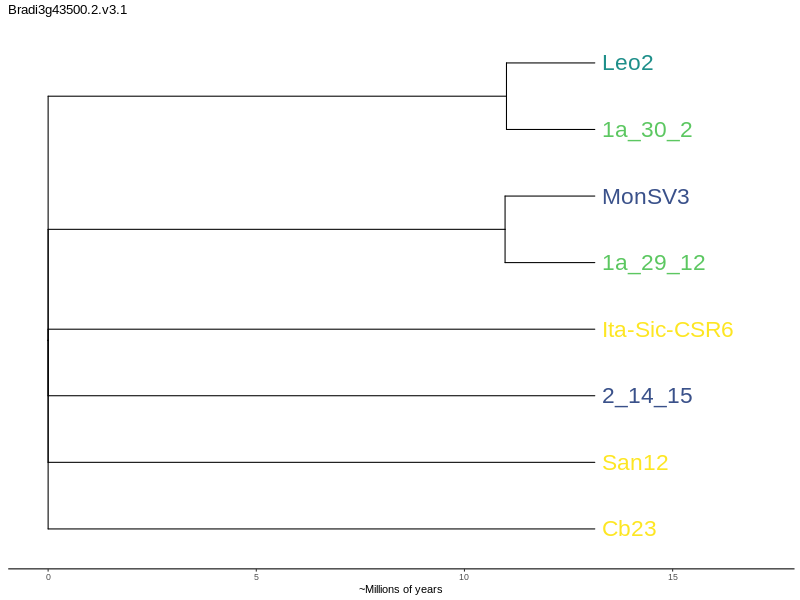 Bradi3g43500.2.v3.1
Leo2
1a_30_2
MonSV3
1a_29_12
Ita-Sic-CSR6
2_14_15
San12
Cb23
0 5 10 15
~Millions of years